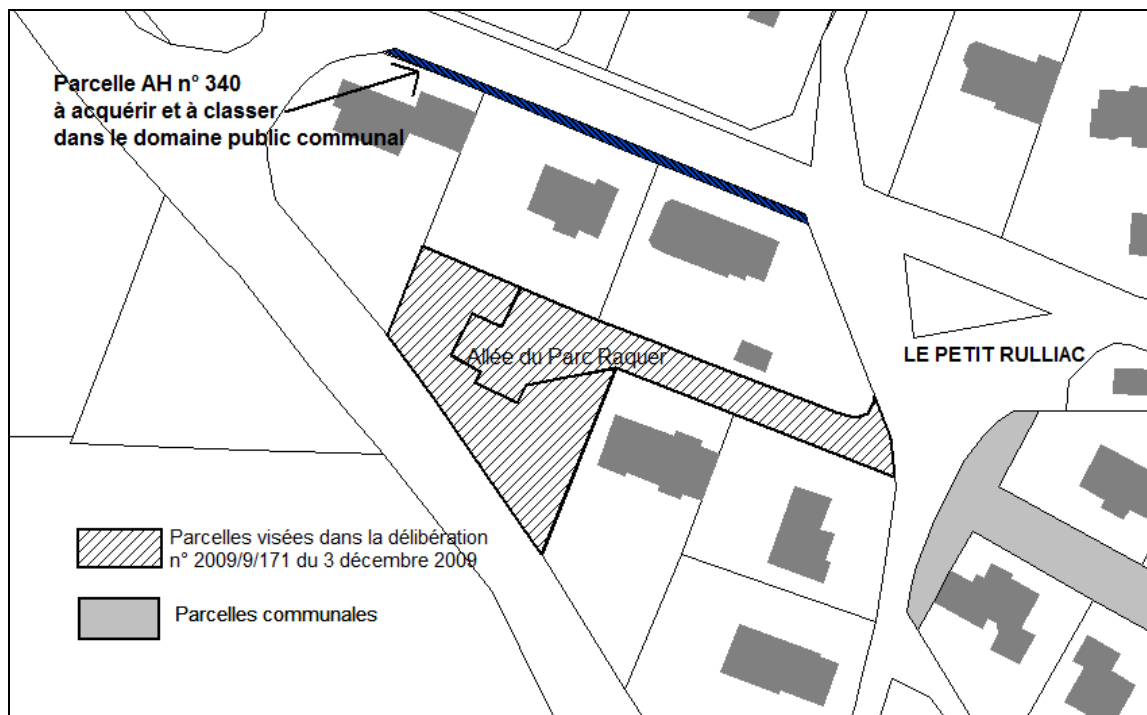 Parcelle AH n° 340
à acquérir et à classer
dans le domaine public communal
Allée du Parc Raquer
LE PETIT RULLIAC
Parcelles visées dans la délibération
n° 2009/9/171 du 3 décembre 2009
Parcelles communales